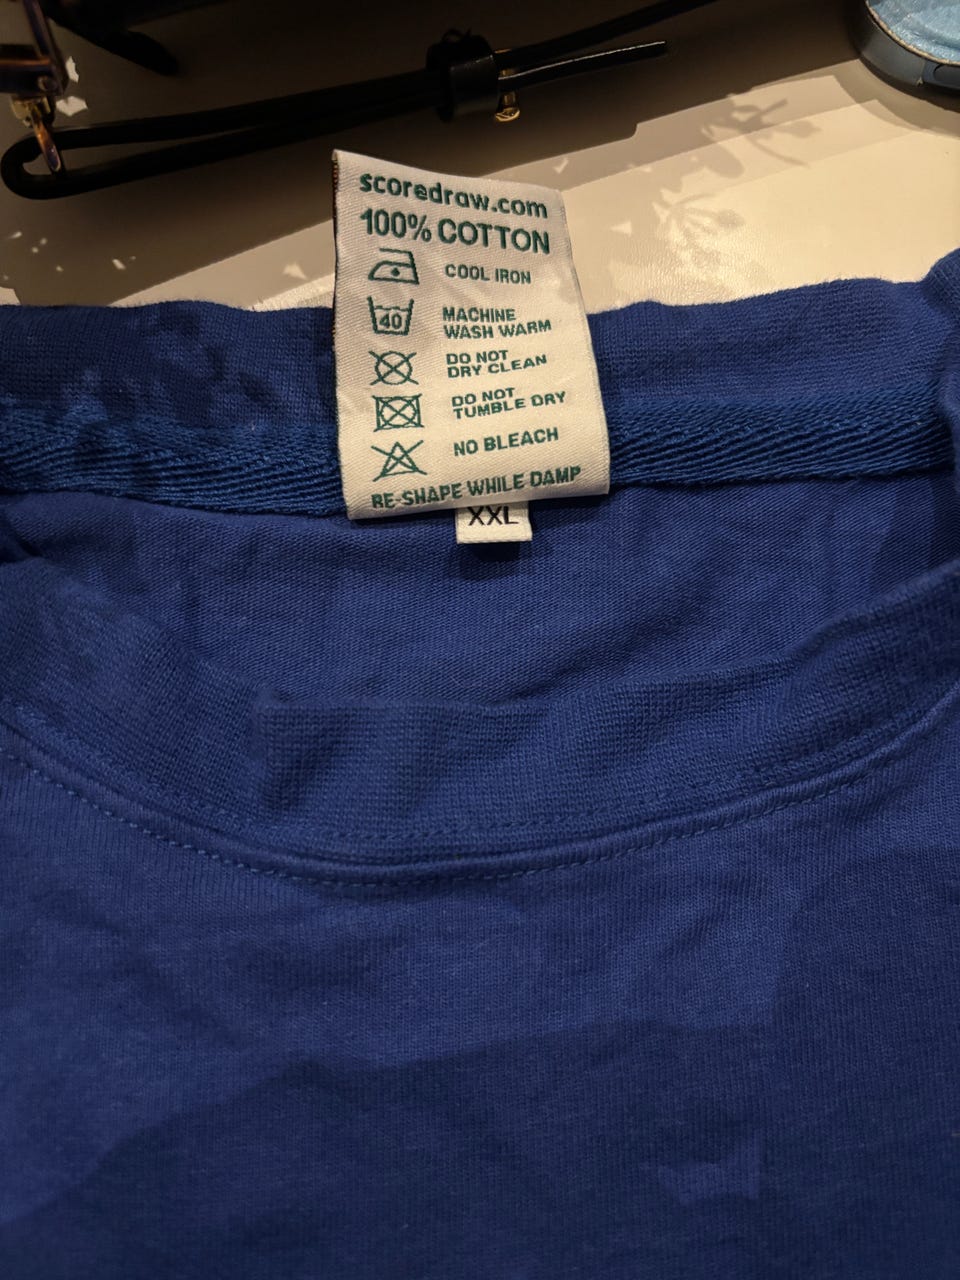 scoredraw.com
100% COTTON
COOL IRON
40
MACHINE
WASH WARM
DO NOT
DRY CLEAN
DO NOT
TUMBLE DRY
NO BLEACH
RE-SHAPE WHILE DAMP
XXL